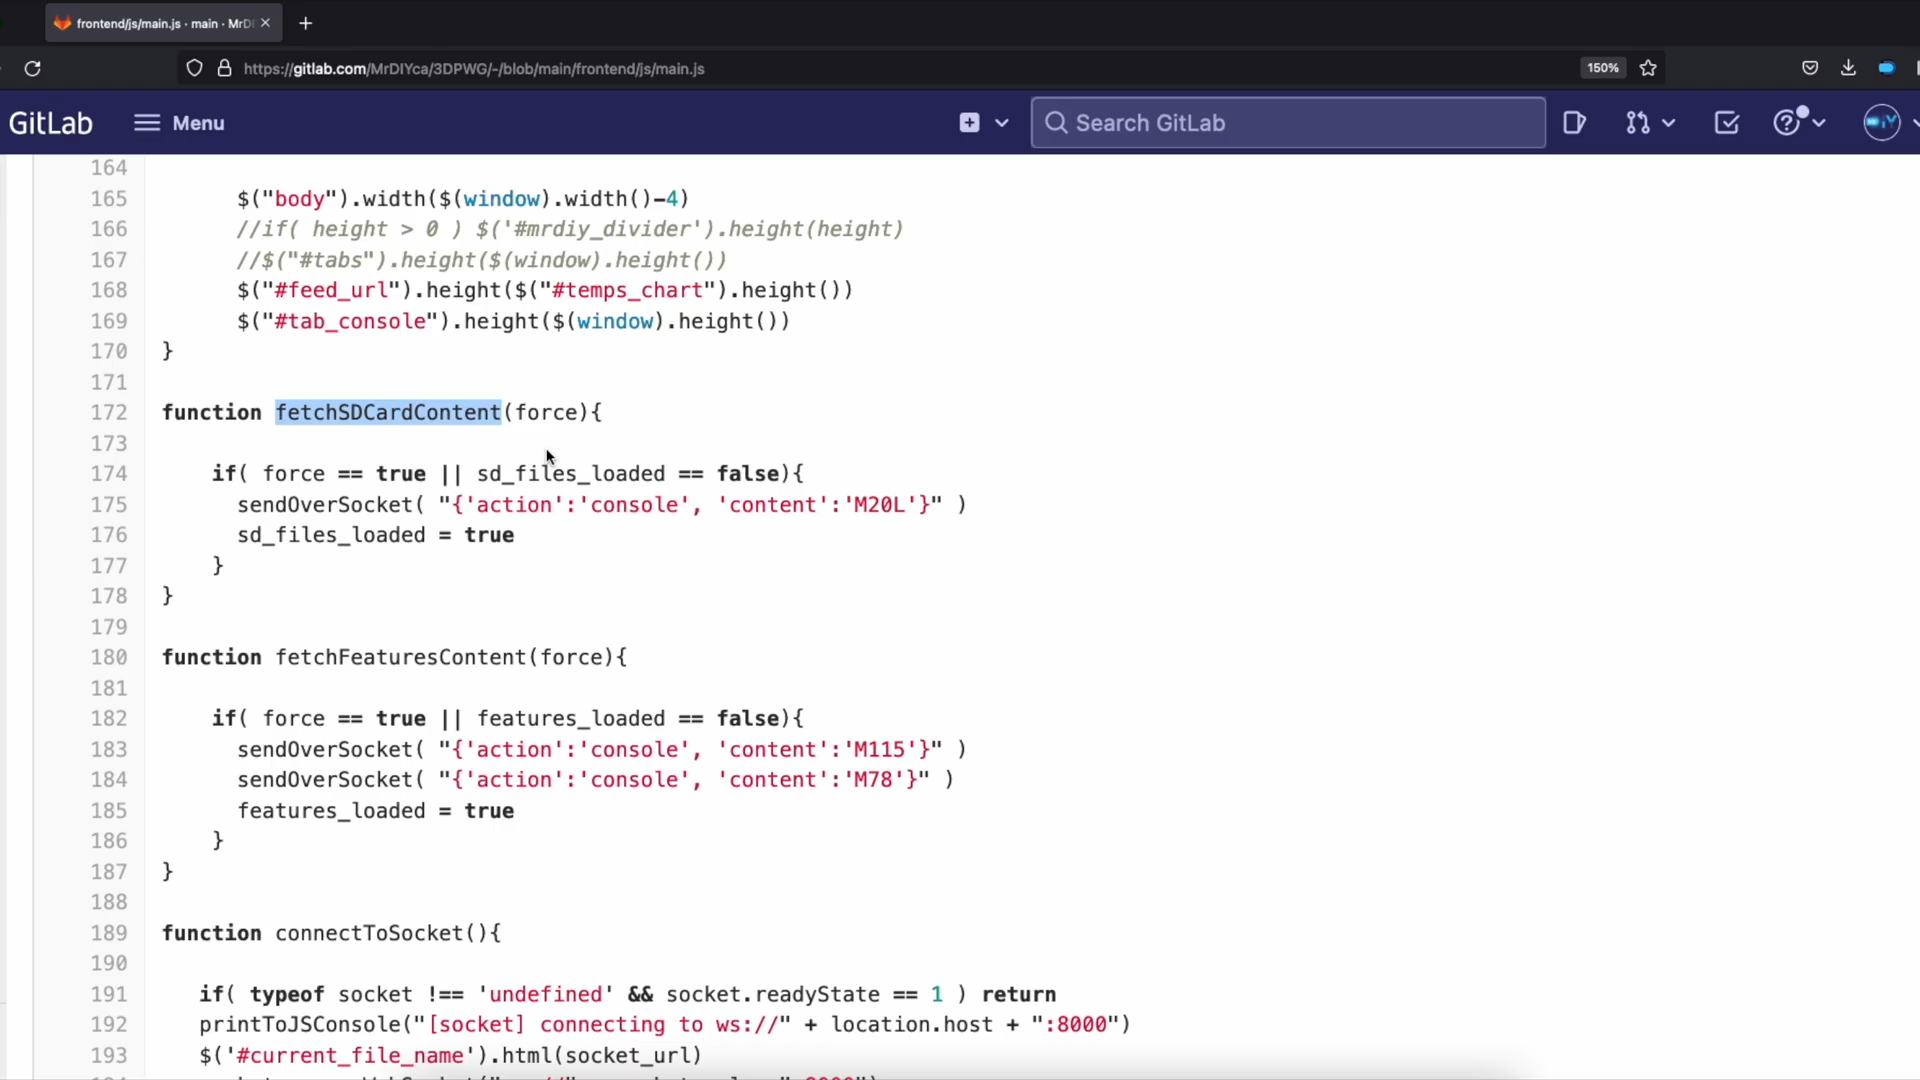 frontend/js/main.js · main · MrDI
https://gitlab.com/MrDIYca/3DPWG/-/blob/main/frontend/js/main.js
150%
GitLab
Menu
Search GitLab
164
165 $("body").width($(window).width()-4)
166 //if( height > 0 ) $('#mrdiy_divider').height(height)
167 //$("#tabs").height($(window).height())
168 $("#feed_url").height($("#temps_chart").height())
169 $("#tab_console").height($(window).height())
170 }
171
172 function fetchSDCardContent(force){
173
174 if( force == true || sd_files_loaded == false){
175 sendOverSocket( "{'action':'console', 'content':'M20L'}" )
176 sd_files_loaded = true
177 }
178 }
179
180 function fetchFeaturesContent(force){
181
182 if( force == true || features_loaded == false){
183 sendOverSocket( "{'action':'console', 'content':'M115'}" )
184 sendOverSocket( "{'action':'console', 'content':'M78'}" )
185 features_loaded = true
186 }
187 }
188
189 function connectToSocket(){
190
191 if( typeof socket !== 'undefined' && socket.readyState == 1 ) return
192 printToJSConsole("[socket] connecting to ws://" + location.host + ":8000")
193 $('#current_file_name').html(socket_url)